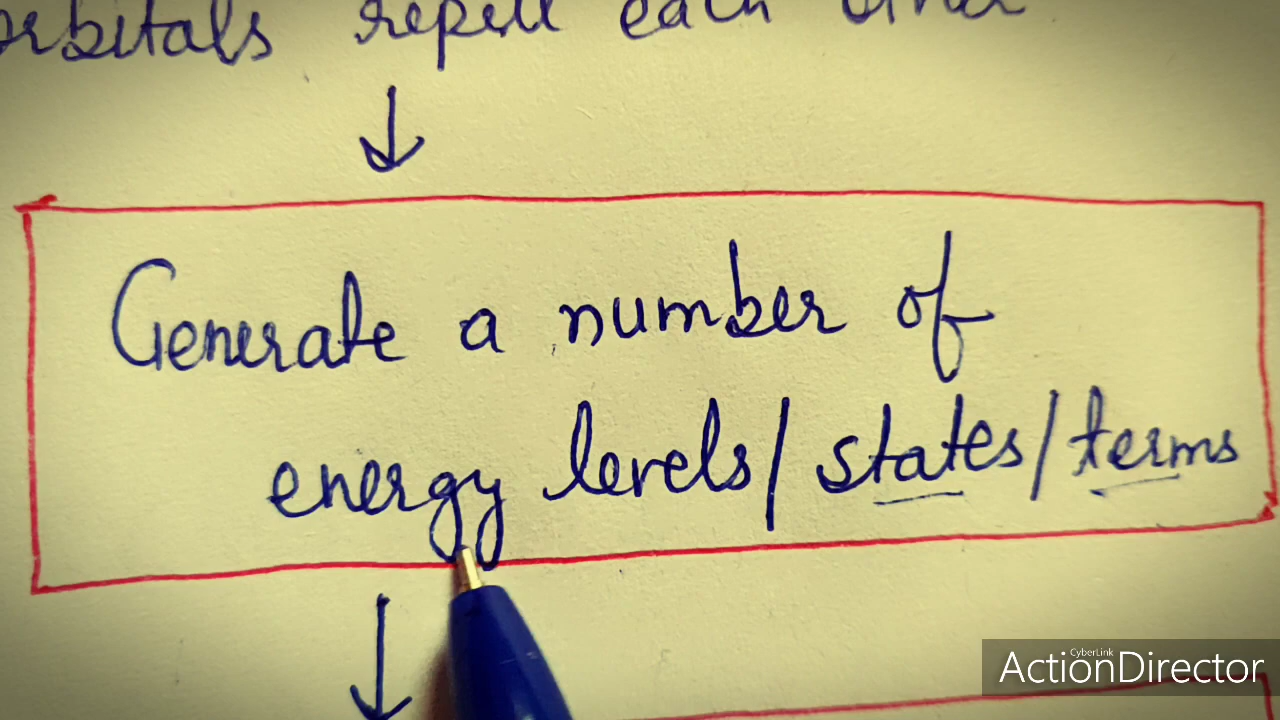 orbitals repell each other
Generate a number of
energy levels/states/terms
CyberLink
ActionDirector